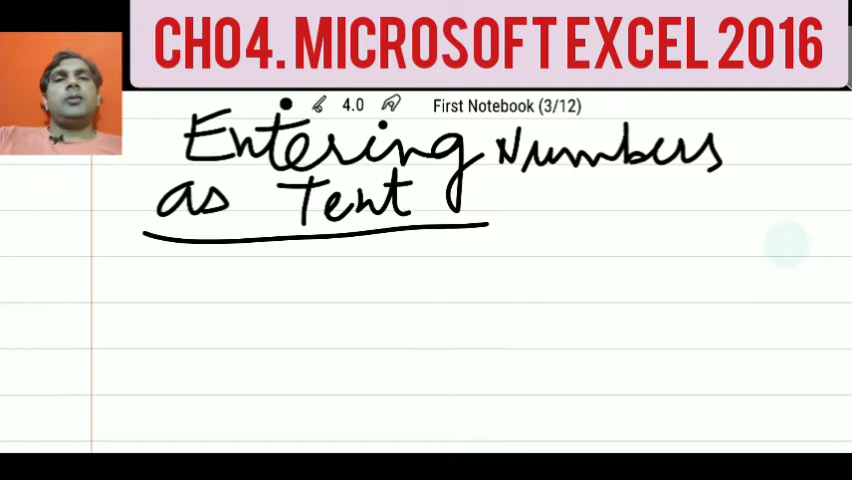 CH04. MICROSOFT EXCEL 2016
4.0 First Notebook (3/12)
Entering Numbers
as Text